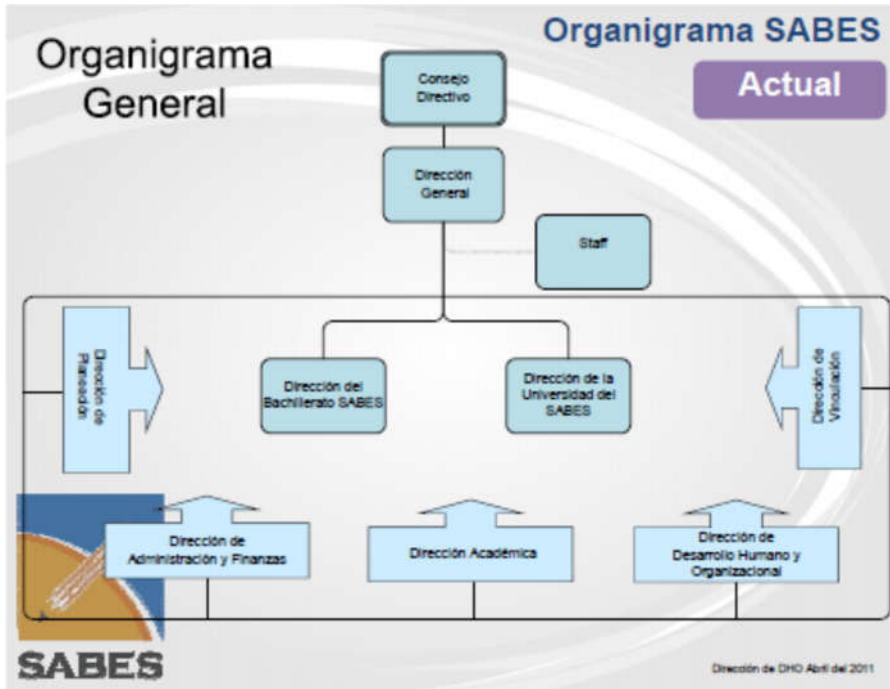 Organigrama
General
Organigrama SABES
Actual
Consejo
Directivo
Dirección
General
Staff
Dirección de
Planeación
Dirección del
Bachillerato SABES
Dirección de la
Universidad del
SABES
Dirección de
Vinculación
Dirección de
Administración y Finanzas
Dirección Académica
Dirección de
Desarrollo Humano y
Organizacional
SABES
Dirección de DHO Abril del 2011